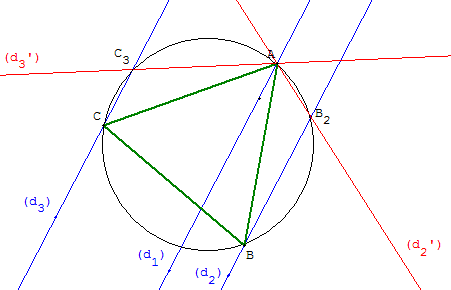 (d₃')
C₃
A
C
B₂
(d₃)
(d₁)
(d₂)
B
(d₂')